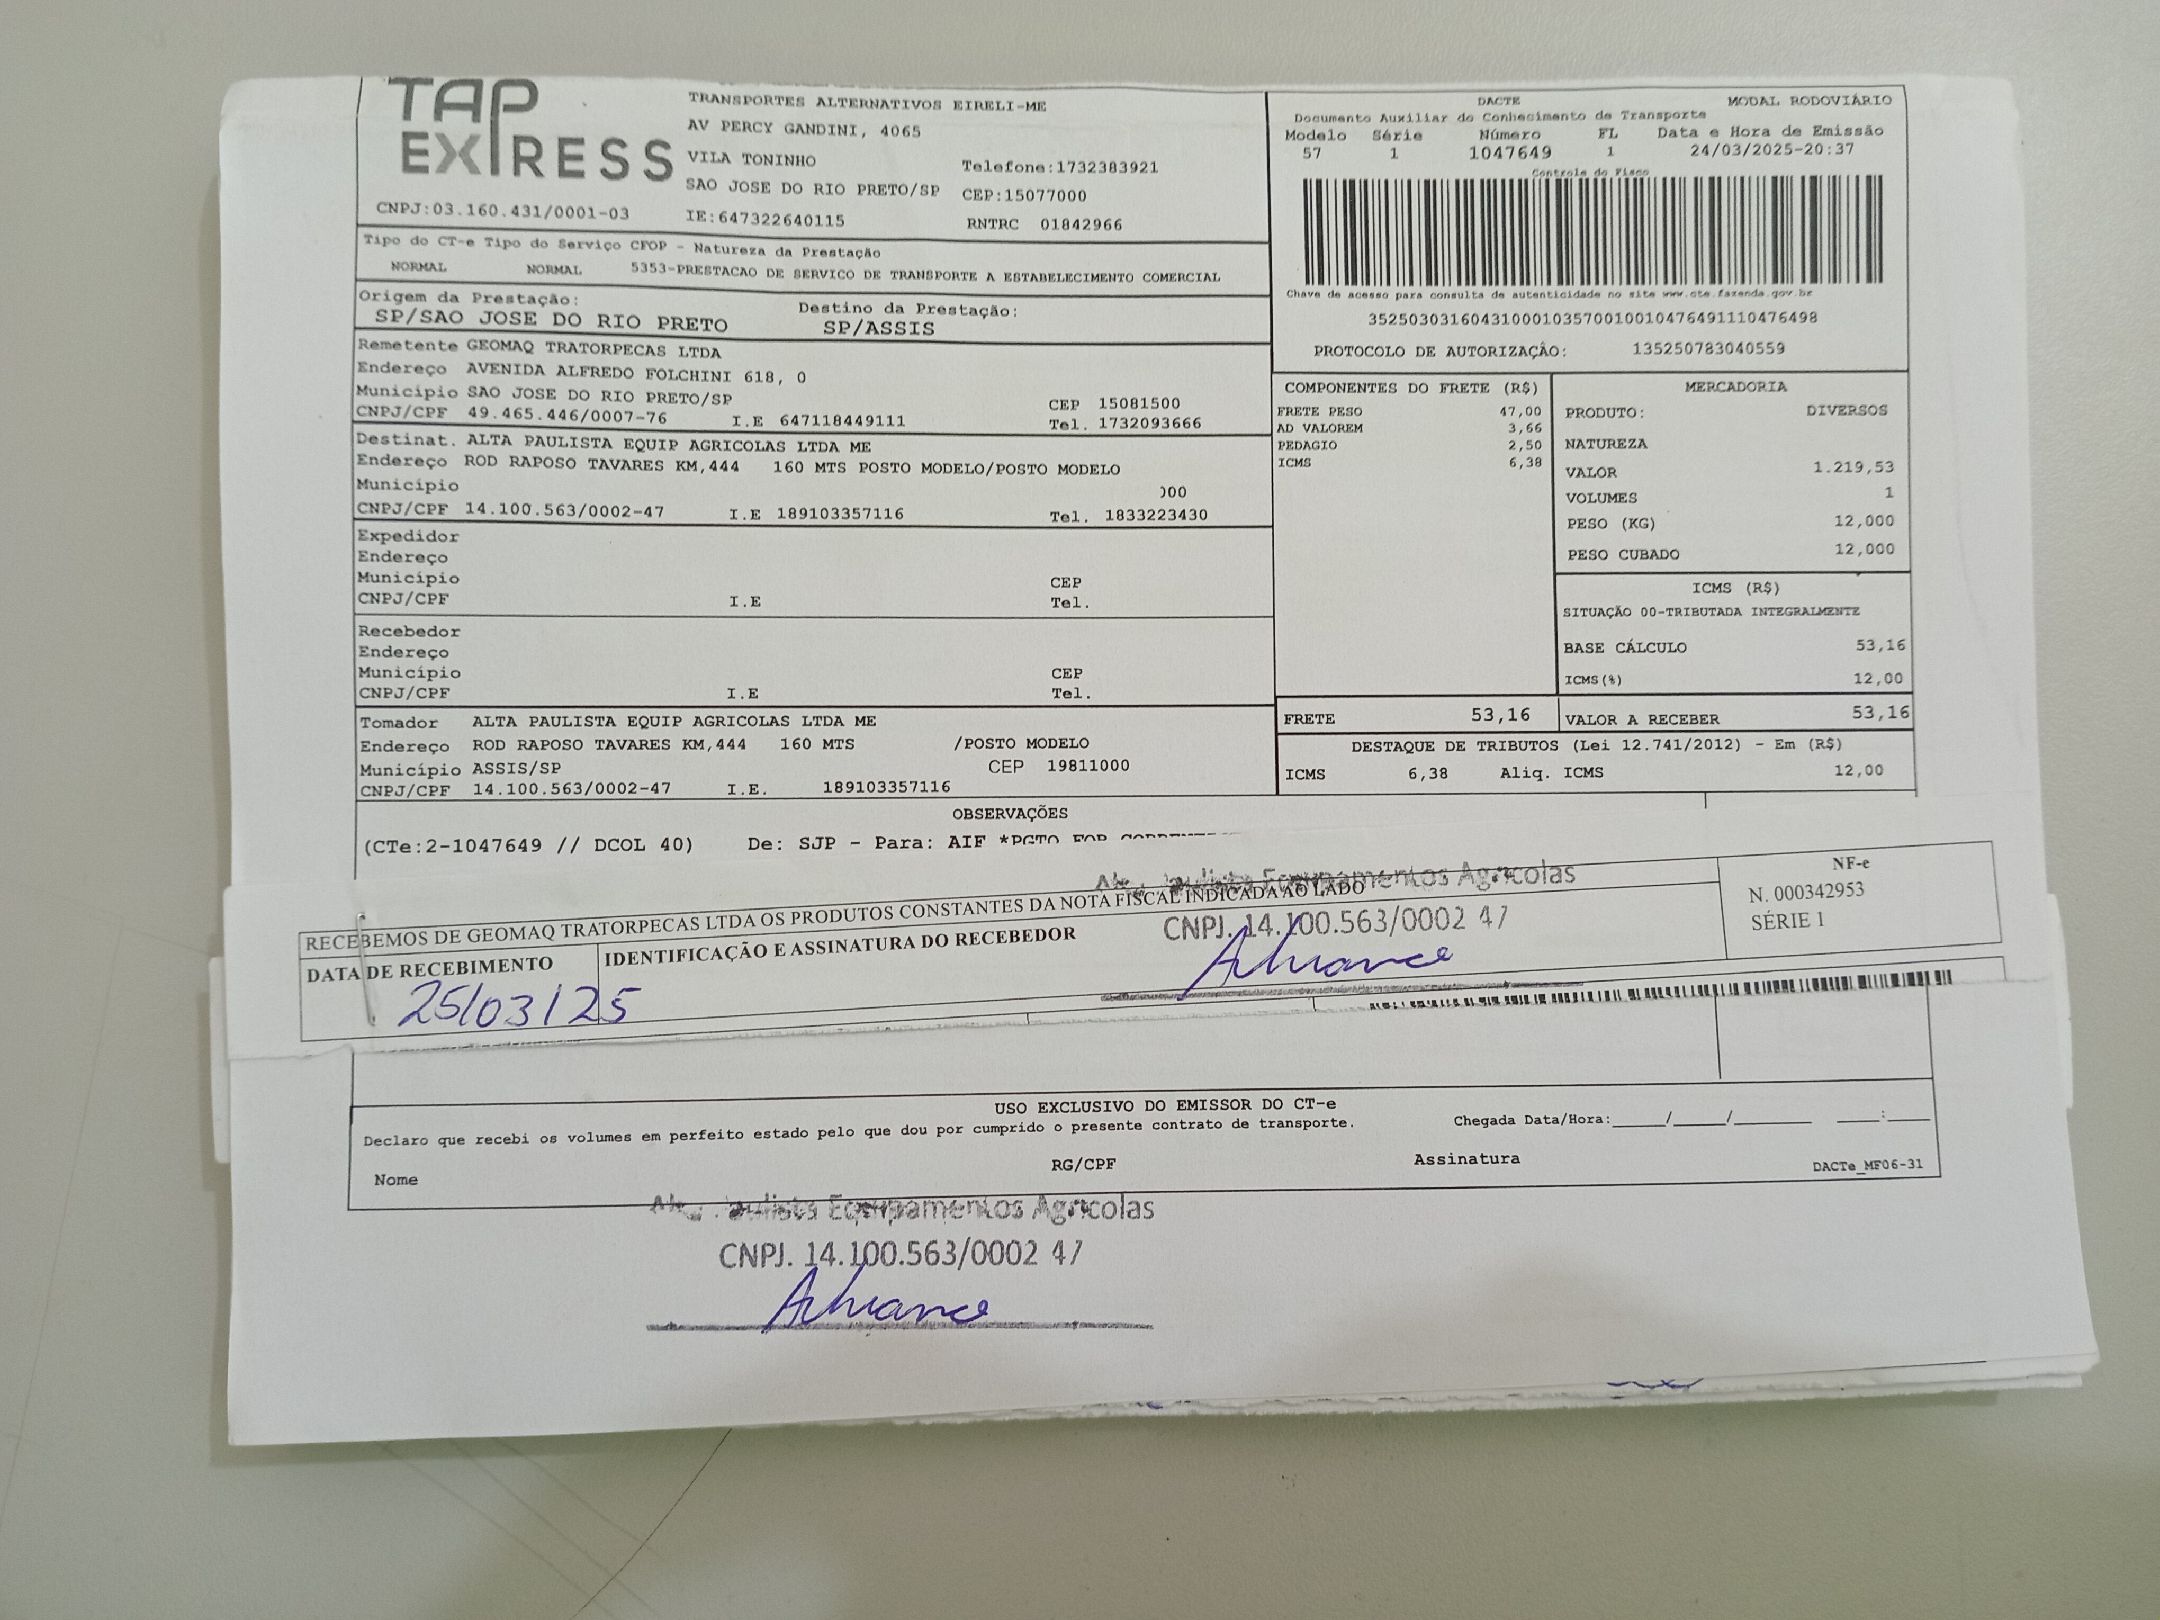 TAP EXPRESS
TRANSPORTES ALTERNATIVOS EIRELI-ME
AV PERCY GANDINI, 4065
VILA TONINHO Telefone:1732383921
SAO JOSE DO RIO PRETO/SP CEP:15077000
CNPJ:03.160.431/0001-03 IE:647322640115 RNTRC 01842966
DACTE MODAL RODOVIÁRIO
Documento Auxiliar do Conhecimento de Transporte
Modelo Série Número FL Data e Hora de Emissão
57 1 1047649 1 24/03/2025-20:37
Controle do Fisco
Chave de acesso para consulta de autenticidade no site www.cte.fazenda.gov.br
35250303160431000103570010010476491110476498
PROTOCOLO DE AUTORIZAÇÃO: 135250783040559
Tipo do CT-e Tipo do Serviço CFOP - Natureza da Prestação
NORMAL NORMAL 5353-PRESTACAO DE SERVICO DE TRANSPORTE A ESTABELECIMENTO COMERCIAL
Origem da Prestação: Destino da Prestação:
SP/SAO JOSE DO RIO PRETO SP/ASSIS
Remetente GEOMAQ TRATORPECAS LTDA
Endereço AVENIDA ALFREDO FOLCHINI 618, 0
Município SAO JOSE DO RIO PRETO/SP CEP 15081500
CNPJ/CPF 49.465.446/0007-76 I.E 647118449111 Tel. 1732093666
Destinat. ALTA PAULISTA EQUIP AGRICOLAS LTDA ME
Endereço ROD RAPOSO TAVARES KM,444 160 MTS POSTO MODELO/POSTO MODELO
Município 000
CNPJ/CPF 14.100.563/0002-47 I.E 189103357116 Tel. 1833223430
Expedidor
Endereço
Município CEP
CNPJ/CPF I.E Tel.
Recebedor
Endereço
Município CEP
CNPJ/CPF I.E Tel.
Tomador ALTA PAULISTA EQUIP AGRICOLAS LTDA ME
Endereço ROD RAPOSO TAVARES KM,444 160 MTS /POSTO MODELO
Município ASSIS/SP CEP 19811000
CNPJ/CPF 14.100.563/0002-47 I.E. 189103357116
COMPONENTES DO FRETE (R$)
FRETE PESO 47,00
AD VALOREM 3,66
PEDAGIO 2,50
ICMS 6,38
MERCADORIA
PRODUTO: DIVERSOS
NATUREZA
VALOR 1.219,53
VOLUMES 1
PESO (KG) 12,000
PESO CUBADO 12,000
ICMS (R$)
SITUAÇÃO 00-TRIBUTADA INTEGRALMENTE
BASE CÁLCULO 53,16
ICMS(%) 12,00
FRETE 53,16 VALOR A RECEBER 53,16
DESTAQUE DE TRIBUTOS (Lei 12.741/2012) - Em (R$)
ICMS 6,38 Aliq. ICMS 12,00
OBSERVAÇÕES
(CTe:2-1047649 // DCOL 40) De: SJP - Para: AIF *PGTO
Paulista Equipamentos Agricolas
CNPJ. 14.100.563/0002 47
RECEBEMOS DE GEOMAQ TRATORPECAS LTDA OS PRODUTOS CONSTANTES DA NOTA FISCAL INDICADA AO LADO
DATA DE RECEBIMENTO IDENTIFICAÇÃO E ASSINATURA DO RECEBEDOR
25/03/25
NF-e
N. 000342953
SÉRIE 1
USO EXCLUSIVO DO EMISSOR DO CT-e
Declaro que recebi os volumes em perfeito estado pelo que dou por cumprido o presente contrato de transporte. Chegada Data/Hora:____/____/______ ____:____
Nome RG/CPF Assinatura DACTe_MF06-31
Paulista Equipamentos Agricolas
CNPJ. 14.100.563/0002 47